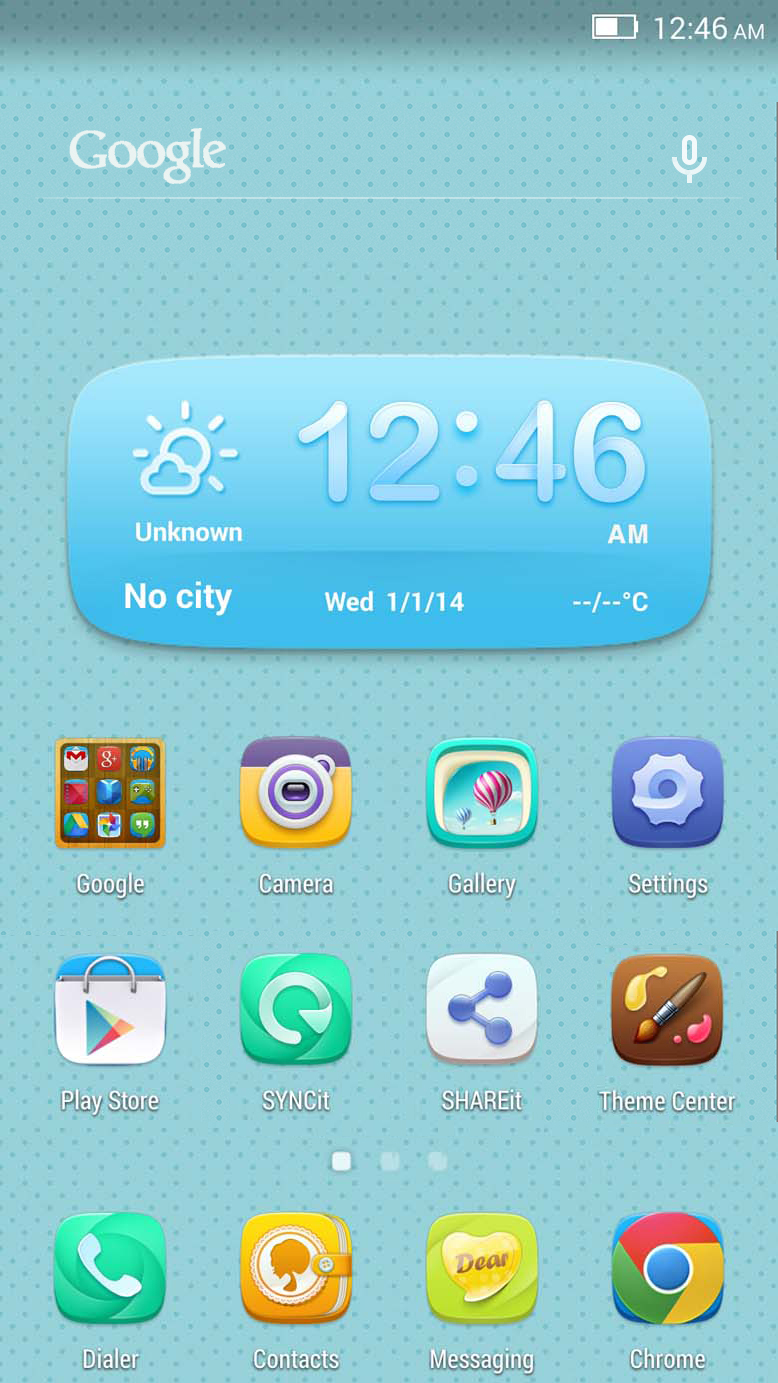 12:46 AM
Google
12:46
Unknown
AM
No city
Wed 1/1/14
--/--°C
Google
Camera
Gallery
Settings
Play Store
SYNCit
SHAREit
Theme Center
Dear
Dialer
Contacts
Messaging
Chrome